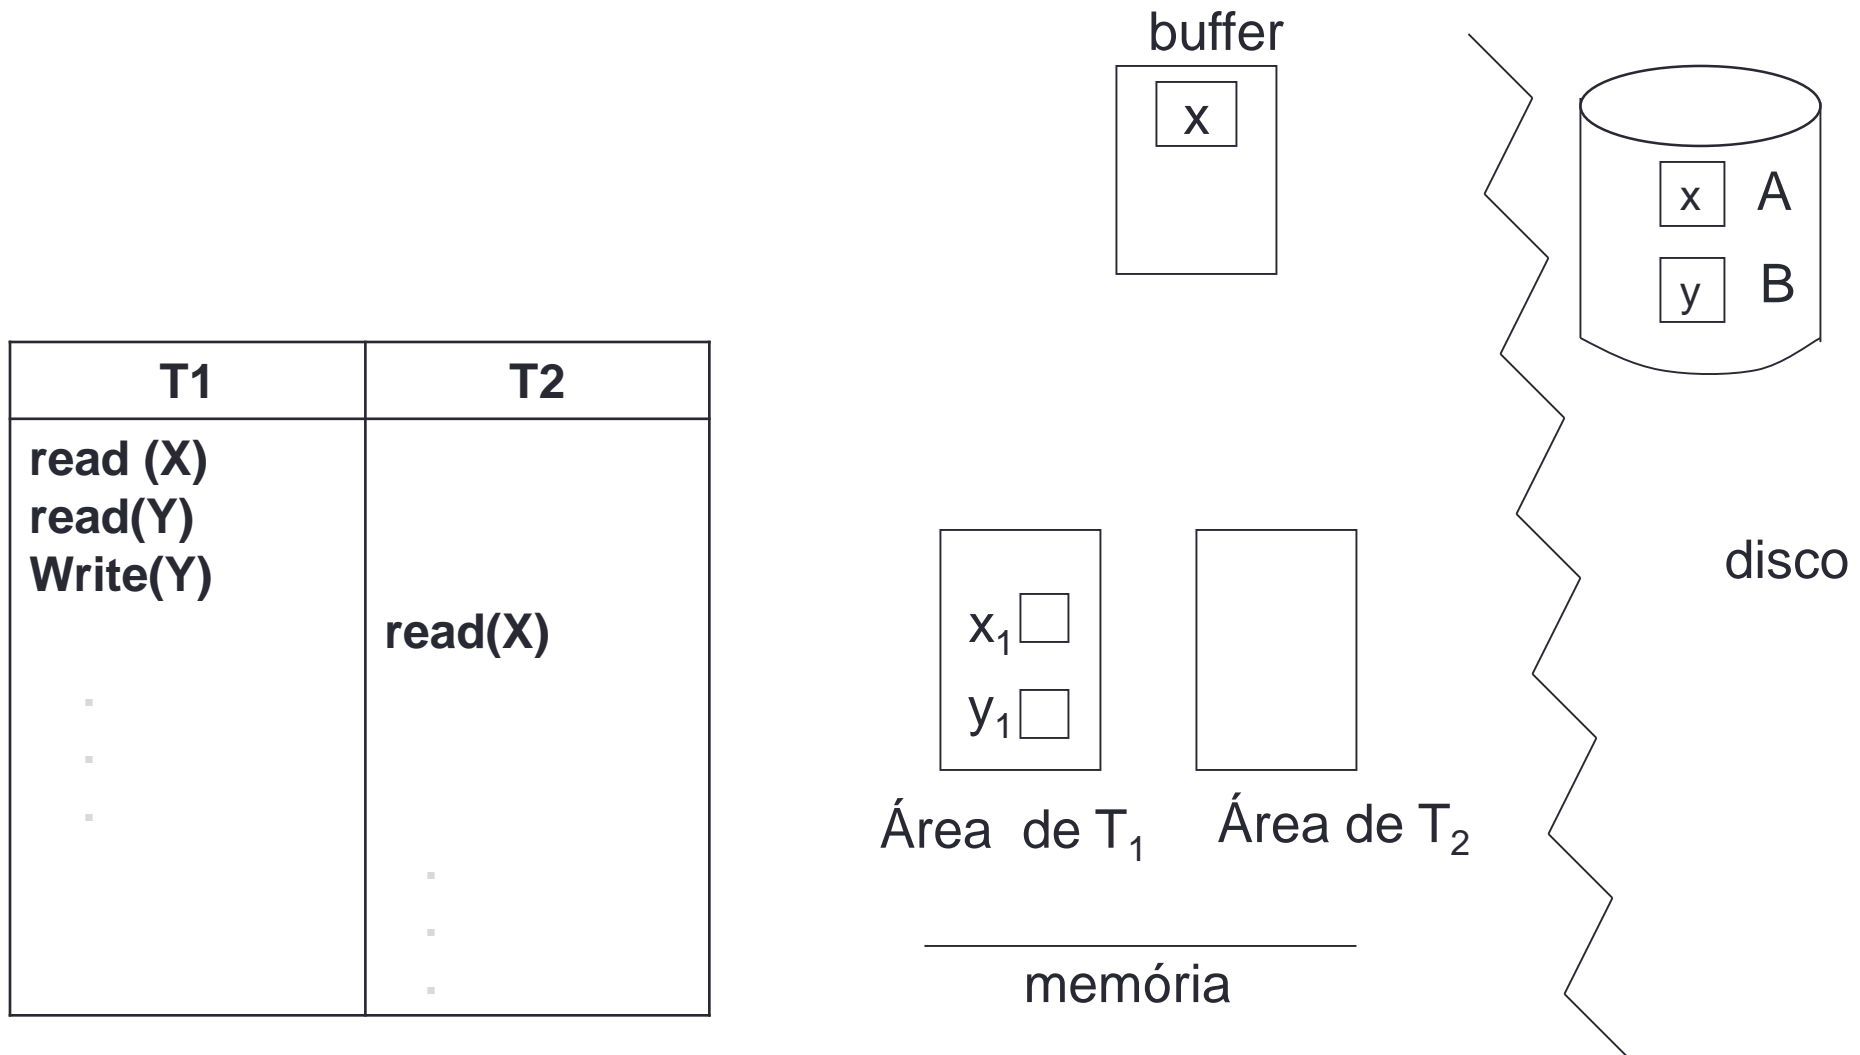 buffer
x
x A
y B
T1 T2
read (X)
read(Y)
Write(Y)
read(X)
.
.
.
.
.
.
disco
x1
y1
Área de T1
Área de T2
memória